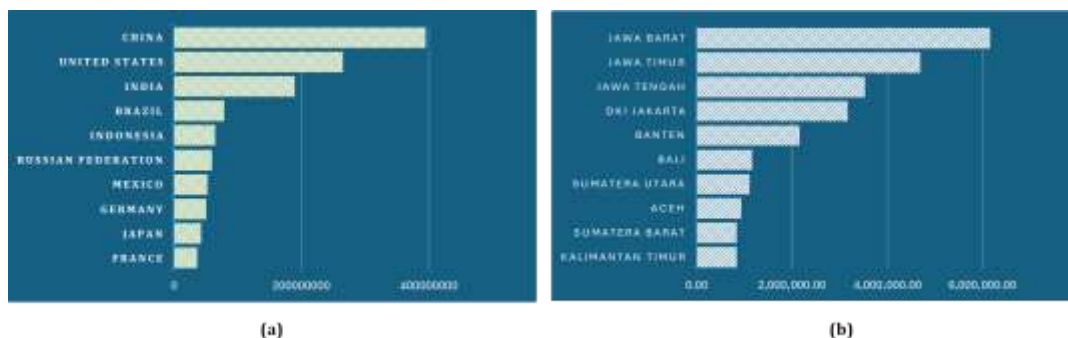 CHINA
UNITED STATES
INDIA
BRAZIL
INDONESIA
RUSSIAN FEDERATION
MEXICO
GERMANY
JAPAN
FRANCE
0 200000000 400000000
(a)
JAWA BARAT
JAWA TIMUR
JAWA TENGAH
DKI JAKARTA
BANTEN
BALI
SUMATERA UTARA
ACEH
SUMATERA BARAT
KALIMANTAN TIMUR
0.00 2,000,000.00 4,000,000.00 6,000,000.00
(b)